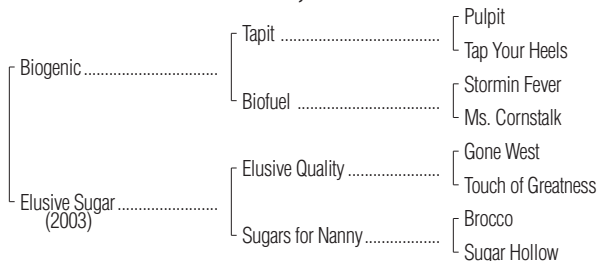 Pulpit
Tapit ......................................
Tap Your Heels
Biogenic ................................
Stormin Fever
Biofuel ..................................
Ms. Cornstalk
Gone West
Elusive Quality ......................
Touch of Greatness
Elusive Sugar ........................
(2003)
Brocco
Sugars for Nanny..................
Sugar Hollow